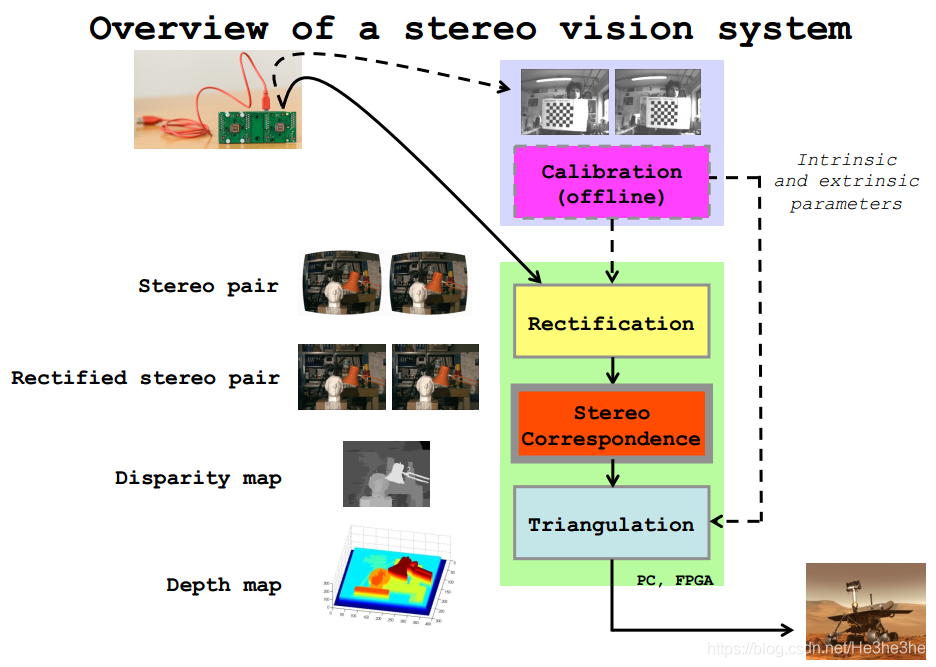 Overview of a stereo vision system
Calibration
(offline)
Intrinsic
and extrinsic
parameters
Stereo pair
Rectification
Rectified stereo pair
Stereo
Correspondence
Disparity map
Triangulation
Depth map
PC, FPGA
https://blog.csdn.net/He3he3he